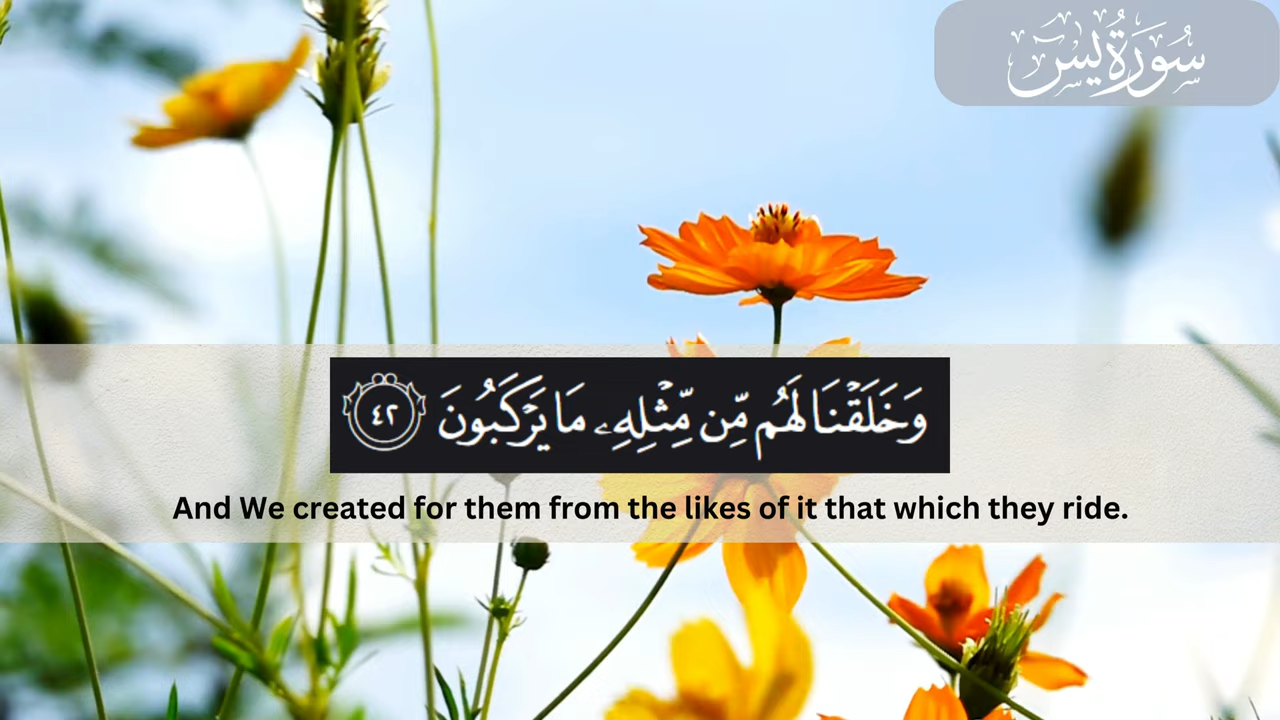 سُورَةُ يس
وَخَلَقْنَا لَهُم مِّن مِّثْلِهِۦ مَا يَرْكَبُونَ ٤٢
And We created for them from the likes of it that which they ride.